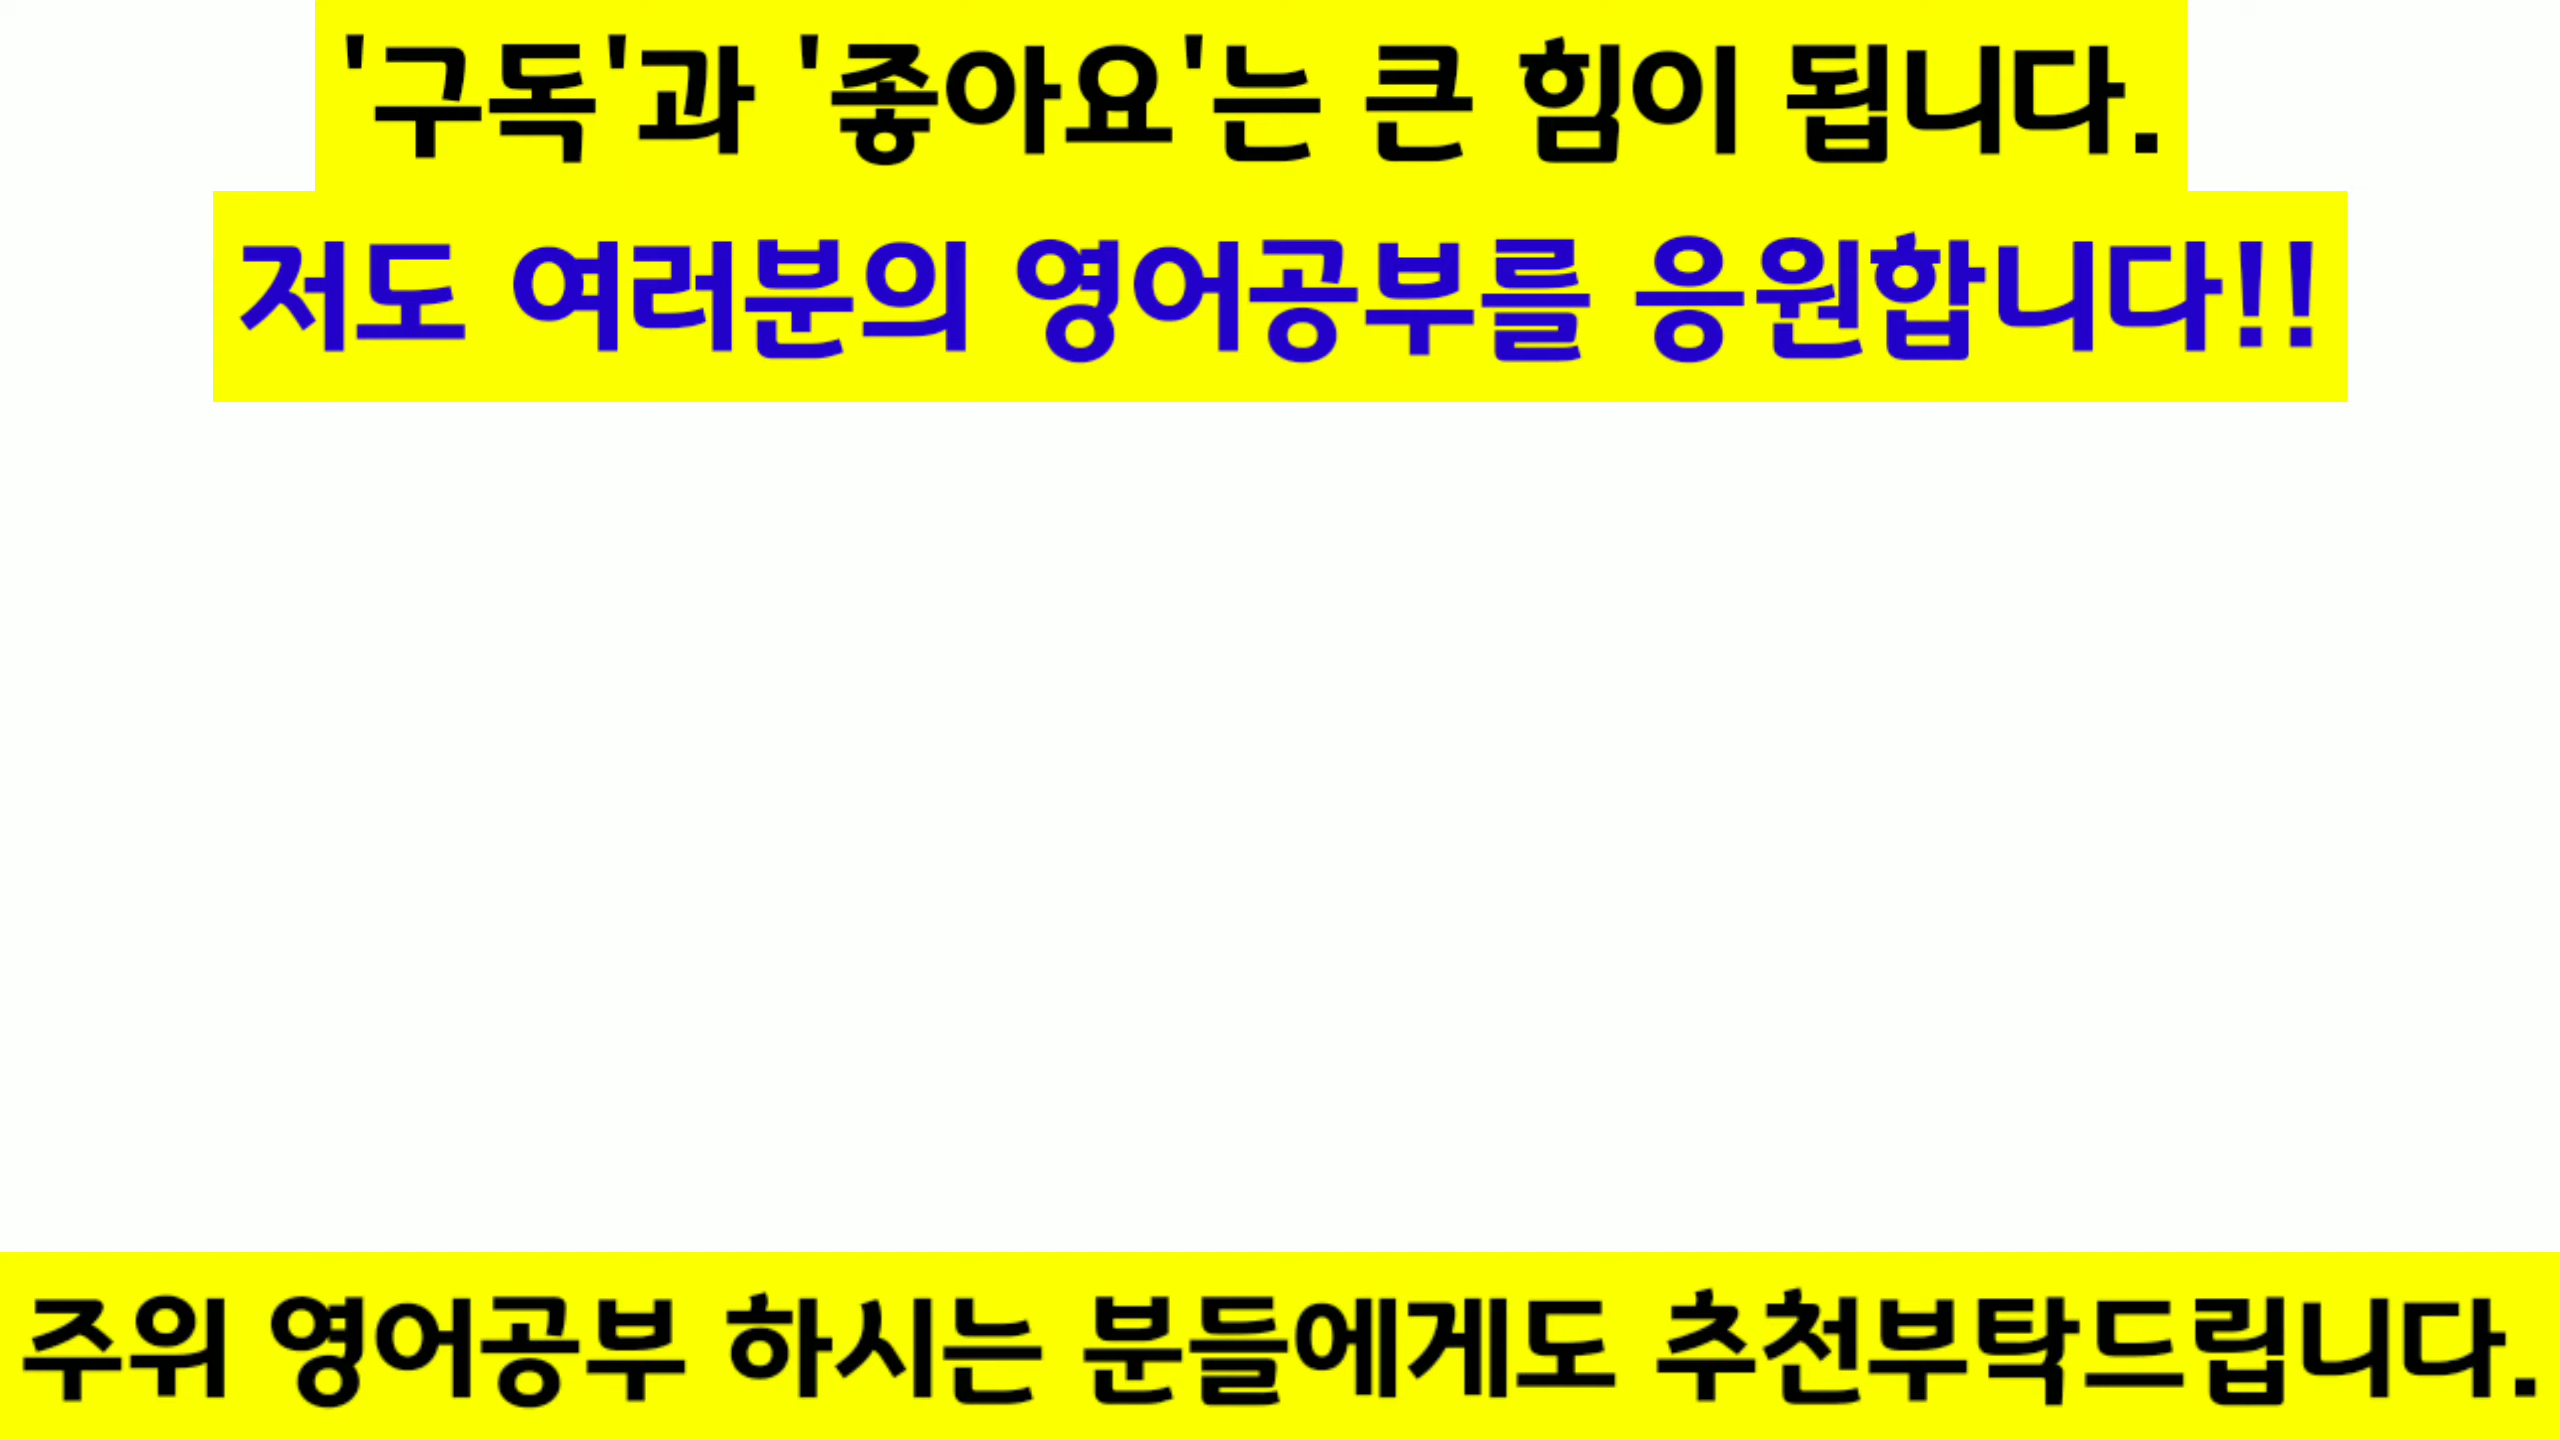 '구독'과 '좋아요'는 큰 힘이 됩니다.
저도 여러분의 영어공부를 응원합니다!!
주위 영어공부 하시는 분들에게도 추천부탁드립니다.